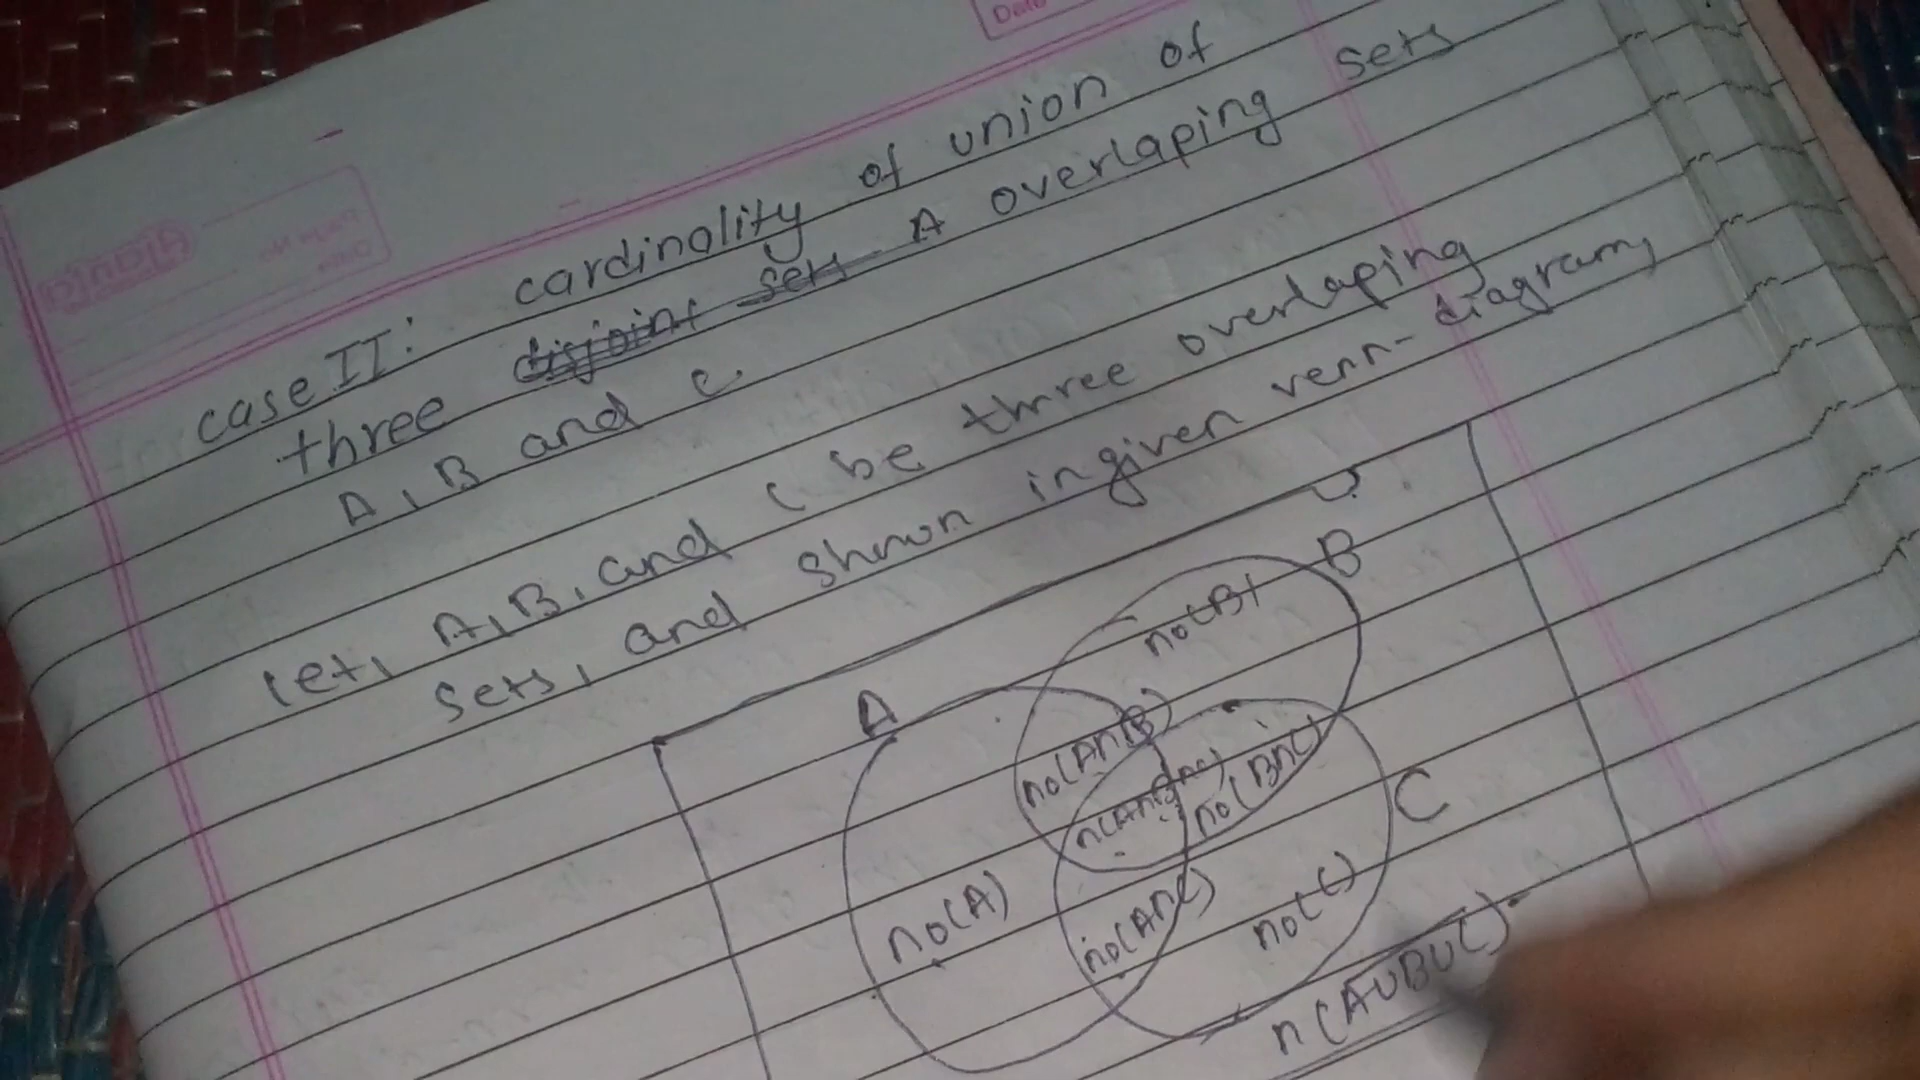 Date
case II: cardinality of union of
three disjoint sets A overlaping sets
A, B and C.
let, A, B, and C be three overlaping
sets, and shown in given venn-diagram,
U
B
no(B)
A
no(A∩B)
n(A∩B∩C)
no(B∩C)
C
no(A)
no(A∩C)
no(C)
n(A∪B∪C)